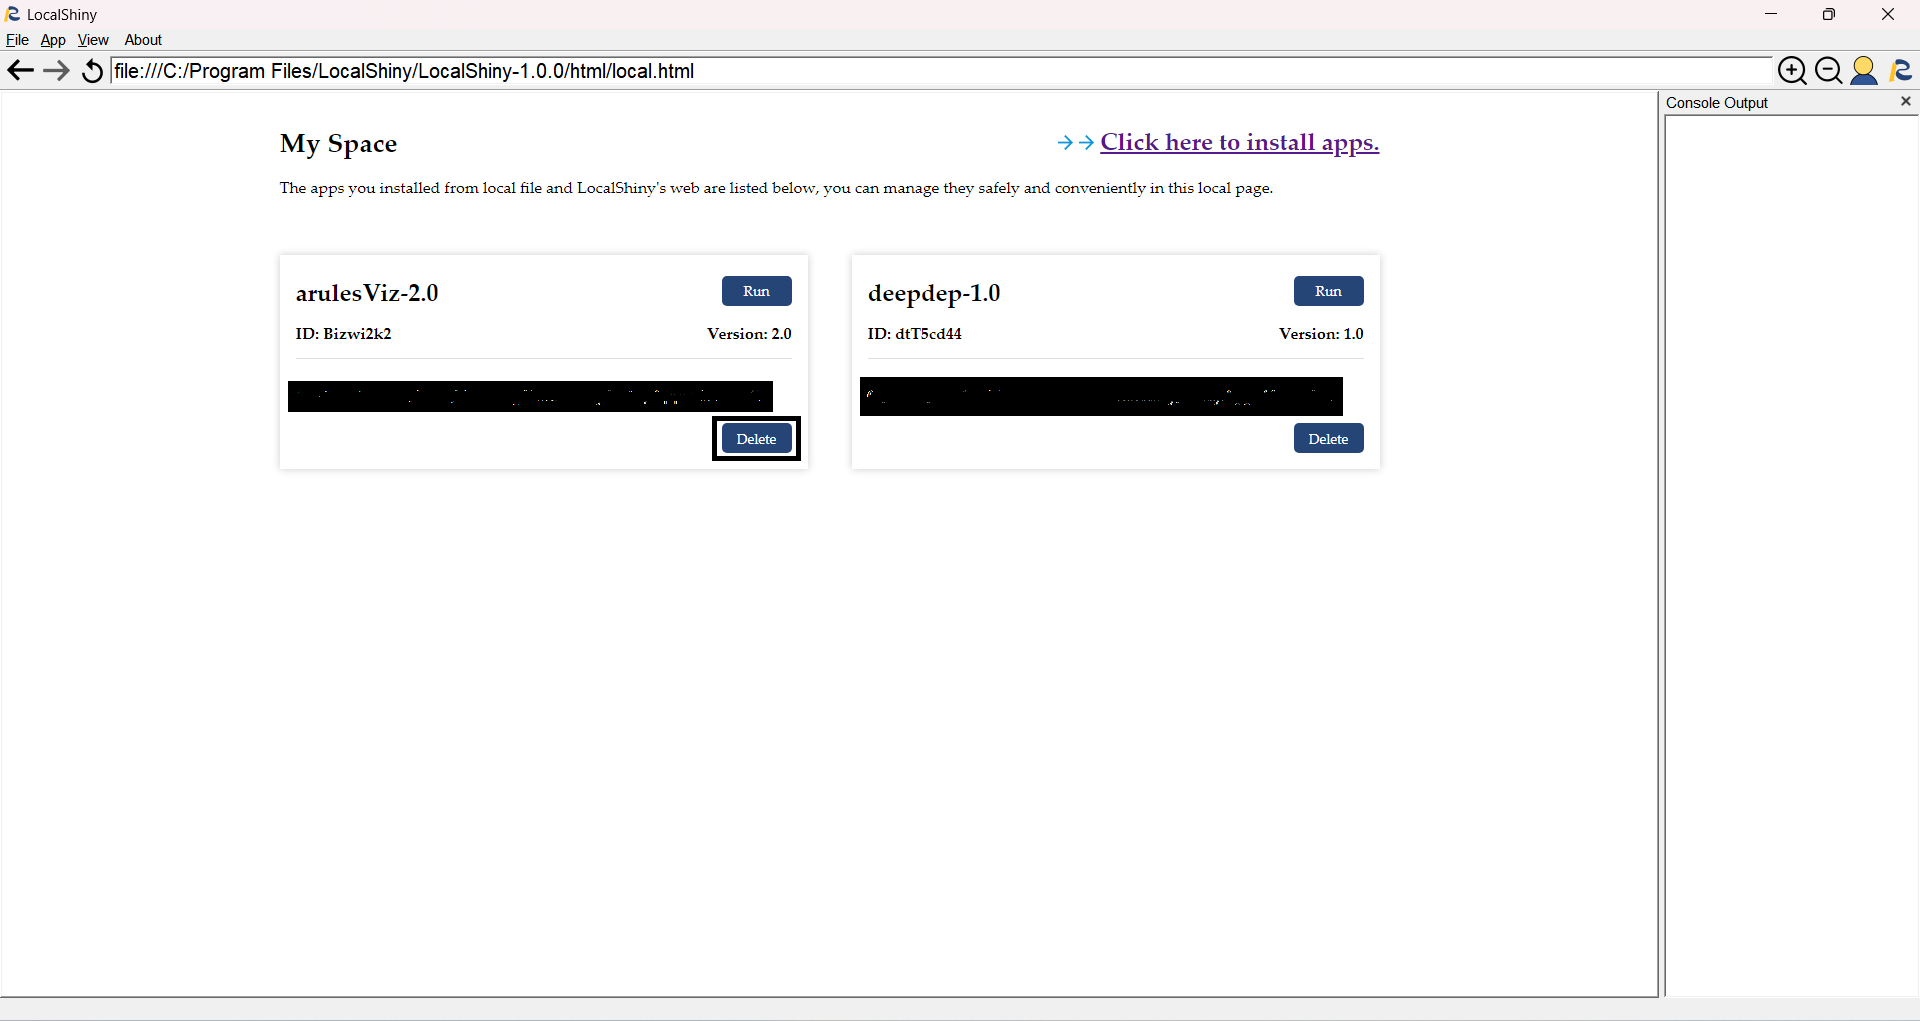 LocalShiny
File App View About
file:///C:/Program Files/LocalShiny/LocalShiny-1.0.0/html/local.html
Console Output
My Space
Click here to install apps.
The apps you installed from local file and LocalShiny's web are listed below, you can manage they safely and conveniently in this local page.
arulesViz-2.0
Run
ID: Bizwi2k2
Version: 2.0
Delete
deepdep-1.0
Run
ID: dtT5cd44
Version: 1.0
Delete